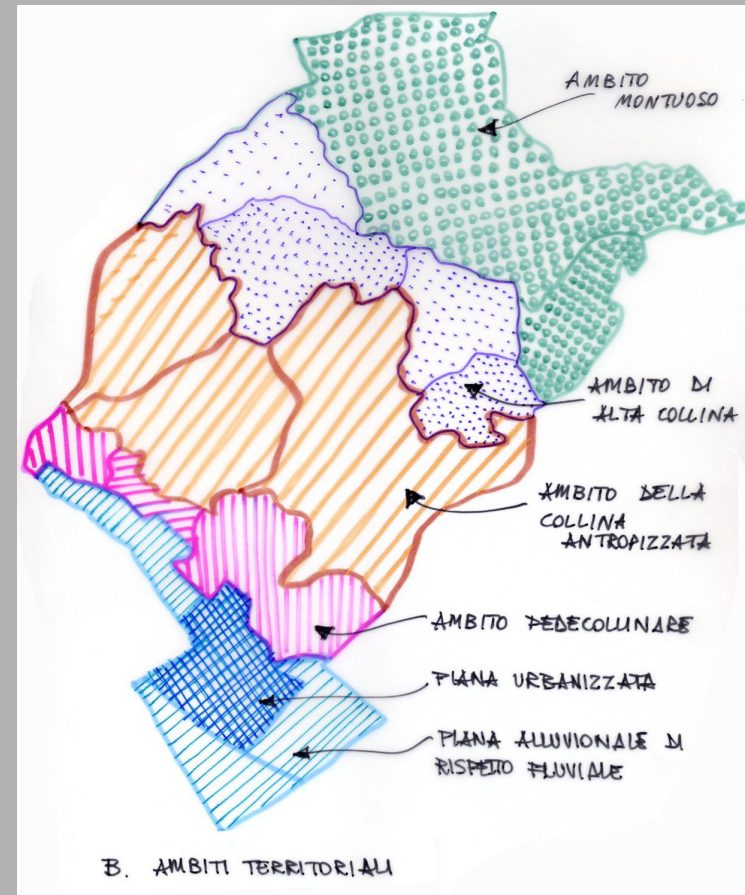 AMBITO
MONTUOSO
AMBITO DI
ALTA COLLINA
AMBITO DELLA
COLLINA
ANTROPIZZATA
AMBITO PEDECOLLINARE
PIANA URBANIZZATA
PIANA ALLUVIONALE DI
RISPETTO FLUVIALE
B. AMBITI TERRITORIALI